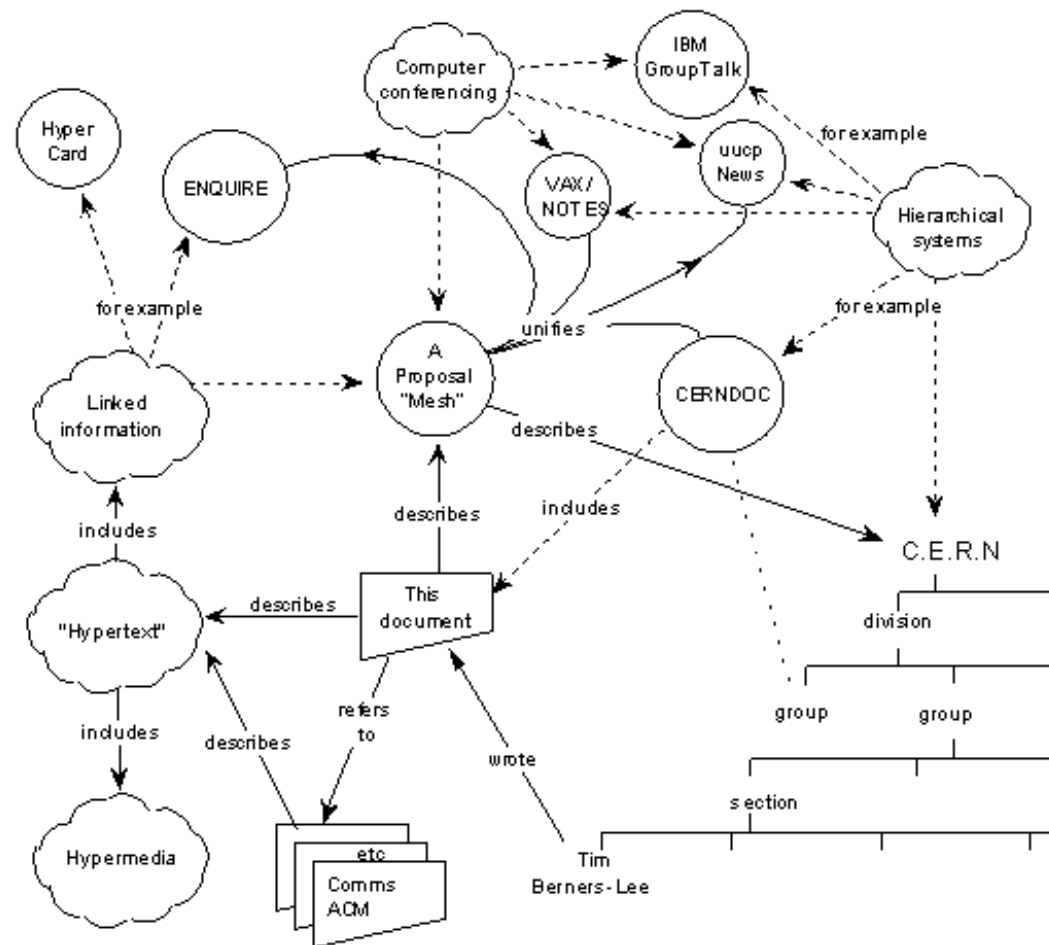 IBM
GroupTalk
Computer
conferencing
Hyper
Card
for example
uucp
News
ENQUIRE
VAX/
NOTES
Hierarchical
systems
for example
for example
unifies
A
Proposal
"Mesh"
CERNDOC
Linked
information
describes
includes
describes
includes
C.E.R.N
This
document
describes
division
"Hypertext"
refers
to
group
group
includes
describes
wrote
section
Hypermedia
etc
Comms
ACM
Tim
Berners-Lee